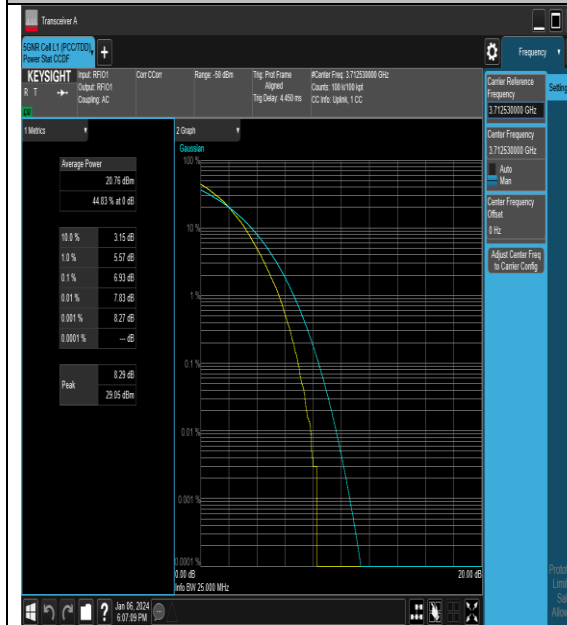 Transceiver A
5GNR Cell L1 (PCC/TDD),
Power Stat CCDF
Frequency
KEYSIGHT
R T
Input: RFIO1
Output: RFIO1
Coupling: AC
Corr CCorr
Range: -50 dBm
Trig: Prot Frame
Aligned
Trig Delay: 4.450 ms
#Center Freq: 3.712530000 GHz
Counts: 100 k/100 kpt
CC Info: Uplink, 1 CC
Carrier Reference
Frequency
3.712530000 GHz
Setting
Center Frequency
3.712530000 GHz
Auto
Man
Center Frequency
Offset
0 Hz
Adjust Center Freq
to Carrier Config
1 Metrics
Average Power
20.76 dBm
44.83 % at 0 dB
10.0 % 3.15 dB
1.0 % 5.57 dB
0.1 % 6.93 dB
0.01 % 7.83 dB
0.001 % 8.27 dB
0.0001 % --- dB
Peak
8.29 dB
29.05 dBm
2 Graph
Gaussian
100 %
10 %
1 %
0.1 %
0.01 %
0.001 %
0.0001 %
0.00 dB
20.00 dB
Info BW 25.000 MHz
Jan 06, 2024
6:07:09 PM
?